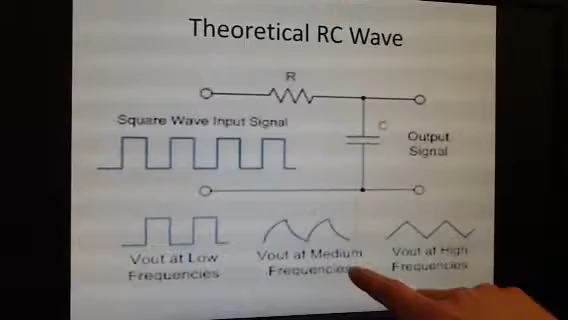 Theoretical RC Wave
R
Square Wave Input Signal
C
Output
Signal
Vout at Low
Frequencies
Vout at Medium
Frequencies
Vout at High
Frequencies